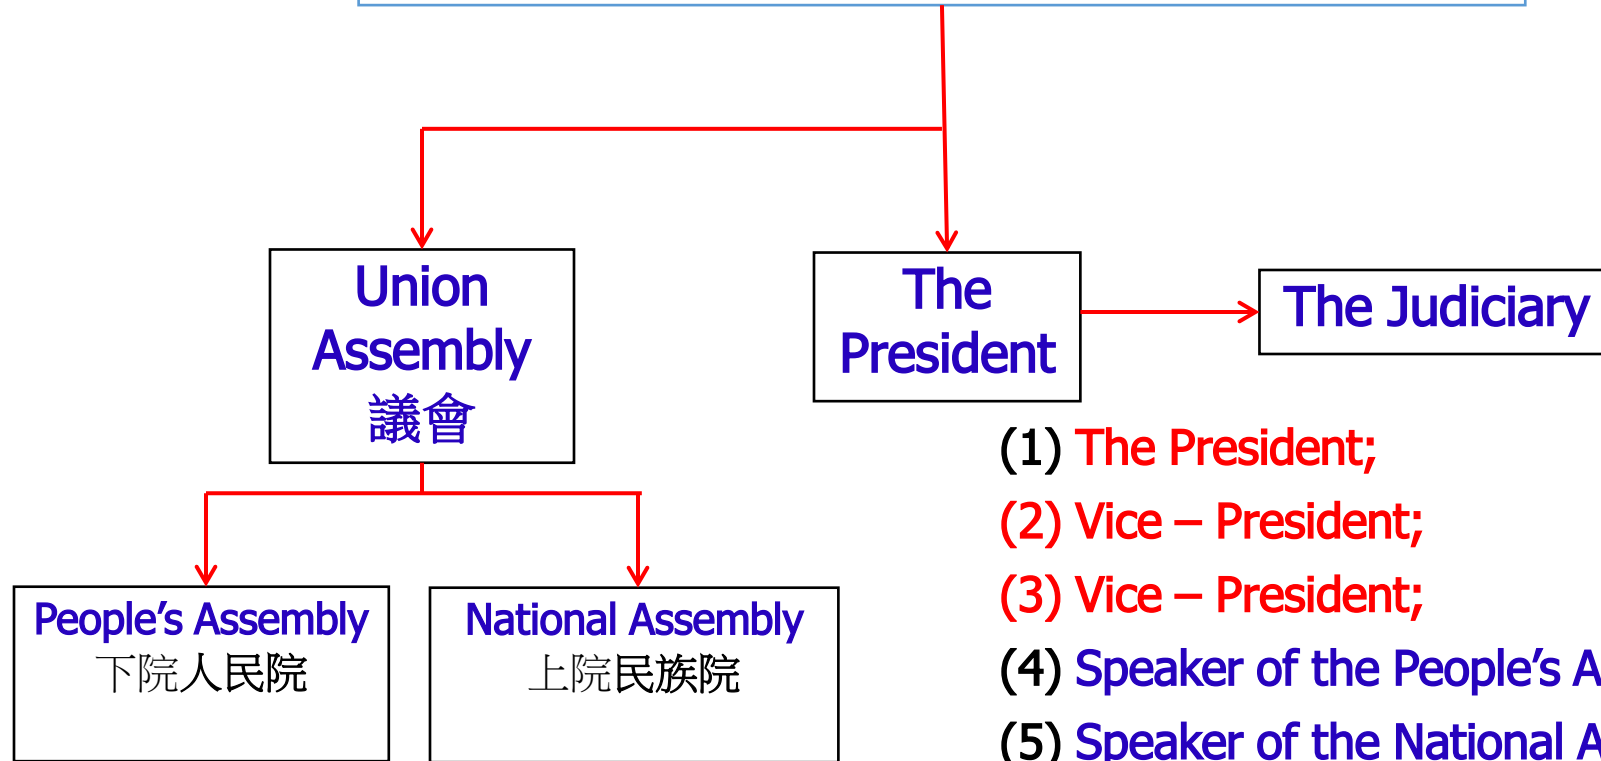 Union
Assembly
議會
The
President
The Judiciary
(1) The President;
(2) Vice – President;
(3) Vice – President;
(4) Speaker of the People’s A
(5) Speaker of the National A
People’s Assembly
下院人民院
National Assembly
上院民族院